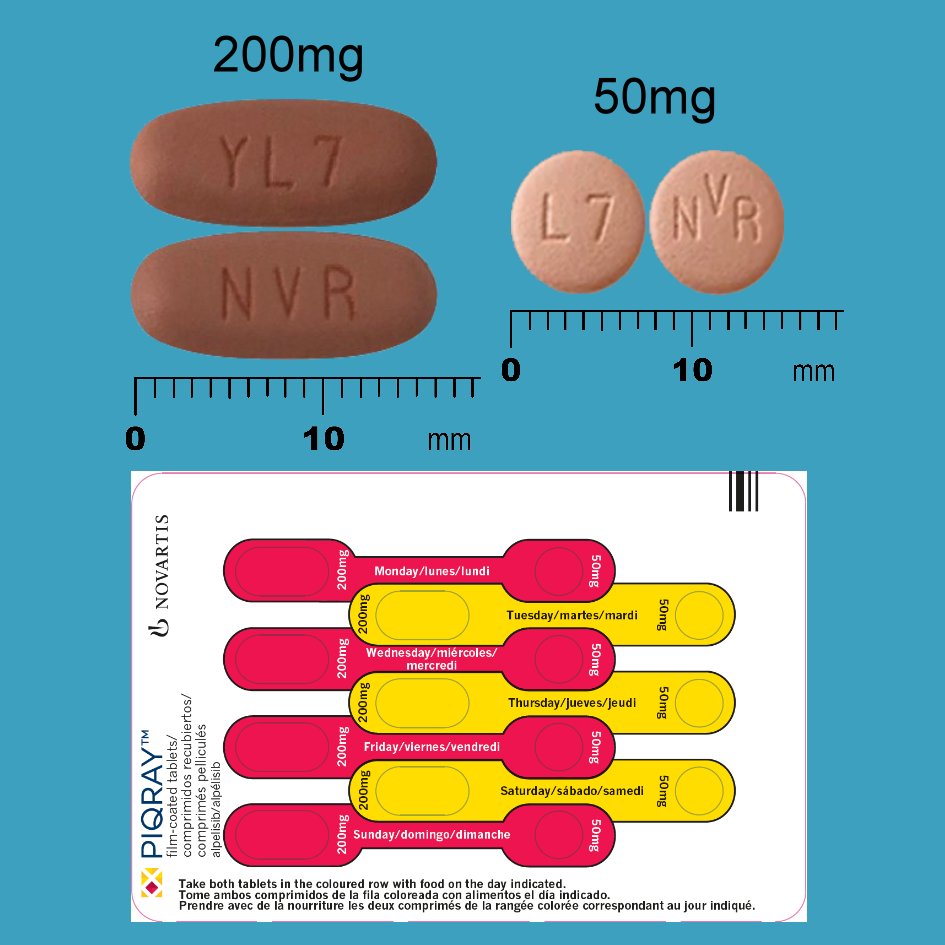 200mg
50mg
YL7
NVR
L7
NVR
0
10
mm
0
10
mm
NOVARTIS
PIQRAY™
film-coated tablets/
comprimidos recubiertos/
comprimés pelliculés
alpelisib/alpélisib
200mg
Monday/lunes/lundi
50mg
200mg
Tuesday/martes/mardi
50mg
200mg
Wednesday/miércoles/
mercredi
50mg
200mg
Thursday/jueves/jeudi
50mg
200mg
Friday/viernes/vendredi
50mg
200mg
Saturday/sábado/samedi
50mg
200mg
Sunday/domingo/dimanche
50mg
Take both tablets in the coloured row with food on the day indicated.
Tome ambos comprimidos de la fila coloreada con alimentos el día indicado.
Prendre avec de la nourriture les deux comprimés de la rangée colorée correspondant au jour indiqué.